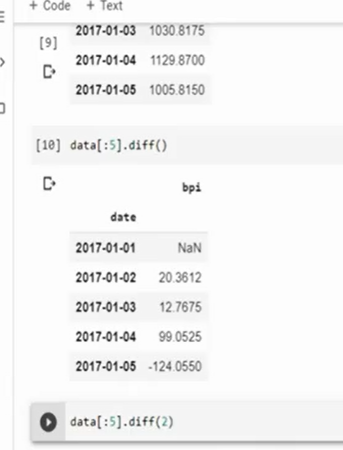 + Code + Text
2017-01-03 1030.8175
[9]
2017-01-04 1129.8700
2017-01-05 1005.8150
[10] data[:5].diff()
bpi
date
2017-01-01 NaN
2017-01-02 20.3612
2017-01-03 12.7675
2017-01-04 99.0525
2017-01-05 -124.0550
data[:5].diff(2)